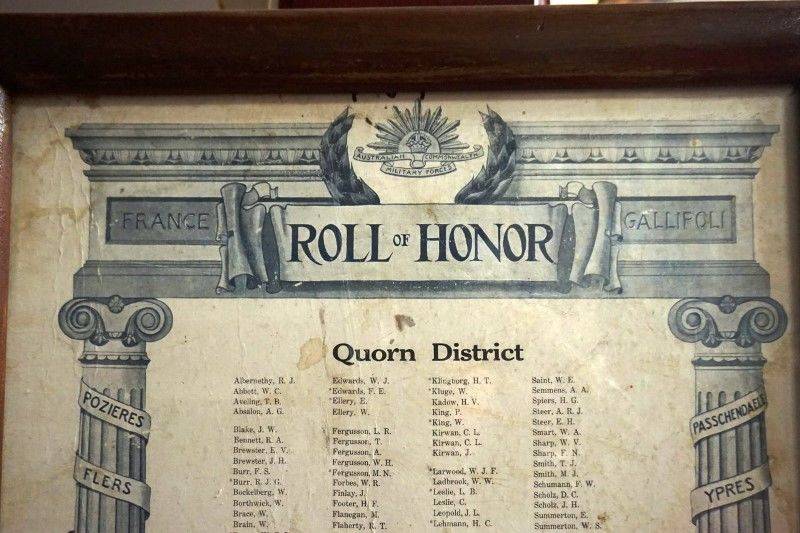 AUSTRALIAN COMMONWEALTH
MILITARY FORCES
FRANCE
ROLL OF HONOR
GALLIPOLI
Quorn District
POZIERES
FLERS
PASSCHENDAELE
YPRES
Albernethy, R. J.
Abbott, W. C.
Aveling, T. B.
Absalon, A. G.
Blake, J. W.
Bennett, R. A.
Brewster, E. V.
Brewster, J. H.
Burr, F. S.
*Burr, R. J. G.
Bockelberg, W.
Borthwick, W.
Brace, W.
Brain, W.
Edwards, W. J.
*Edwards, F. E.
*Ellery, E.
Ellery, W.
Fergusson, L. R.
Fergusson, T.
Fergusson, A.
Fergusson, W. H.
*Fergusson, M. N.
Forbes, W. R.
Finlay, J.
Footer, H. F.
Flanegan, M.
Flaherty, R. T.
*Klingborg, H. T.
*Kluge, W.
Kadow, H. V.
King, P.
*King, W.
Kirwan, C. L.
Kirwan, C. L.
Kirwan, J.
*Larwood, W. J. F.
Ladbrook, W. W.
*Leslie, L. B.
Leslie, C.
Leopold, J. L.
*Lehmann, H. C.
Saint, W. E.
Semmens, A. A.
Spiers, H. G.
Steer, A. R. J.
Steer, E. H.
Smart, W. A.
Sharp, W. V.
Sharp, F. N.
Smith, T. J.
Smith, M. J.
Schumann, F. W.
Scholz, D. C.
Scholz, J. H.
Summerton, E.
Summerton, W. S.